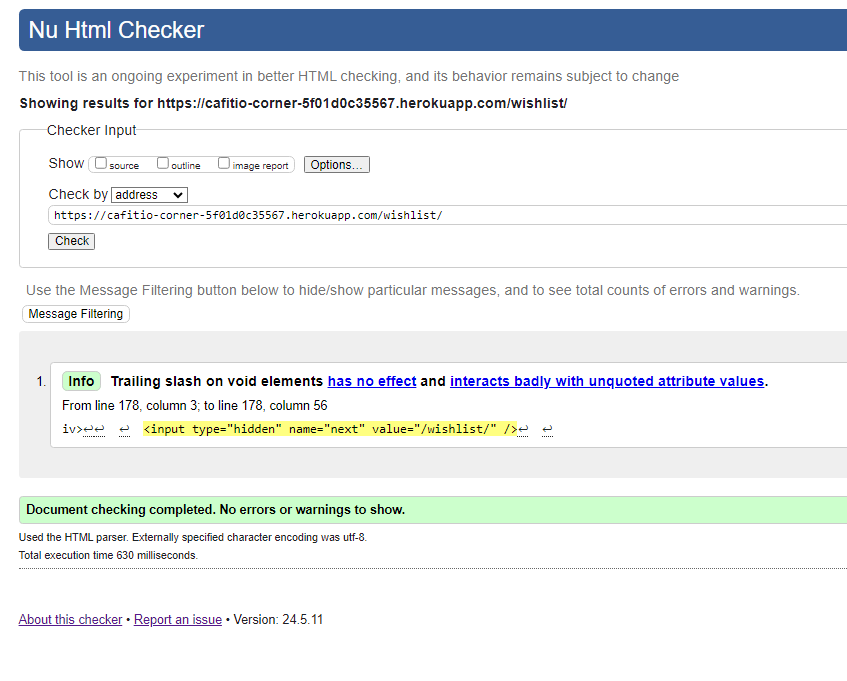 Nu Html Checker
This tool is an ongoing experiment in better HTML checking, and its behavior remains subject to change
Showing results for https://cafitio-corner-5f01d0c35567.herokuapp.com/wishlist/
Checker Input
Show source outline image report Options...
Check by address
https://cafitio-corner-5f01d0c35567.herokuapp.com/wishlist/
Check
Use the Message Filtering button below to hide/show particular messages, and to see total counts of errors and warnings.
Message Filtering
1. Info Trailing slash on void elements has no effect and interacts badly with unquoted attribute values.
From line 178, column 3; to line 178, column 56
iv>↩↩ ↩ <input type="hidden" name="next" value="/wishlist/" />↩ ↩
Document checking completed. No errors or warnings to show.
Used the HTML parser. Externally specified character encoding was utf-8.
Total execution time 630 milliseconds.
About this checker • Report an issue • Version: 24.5.11